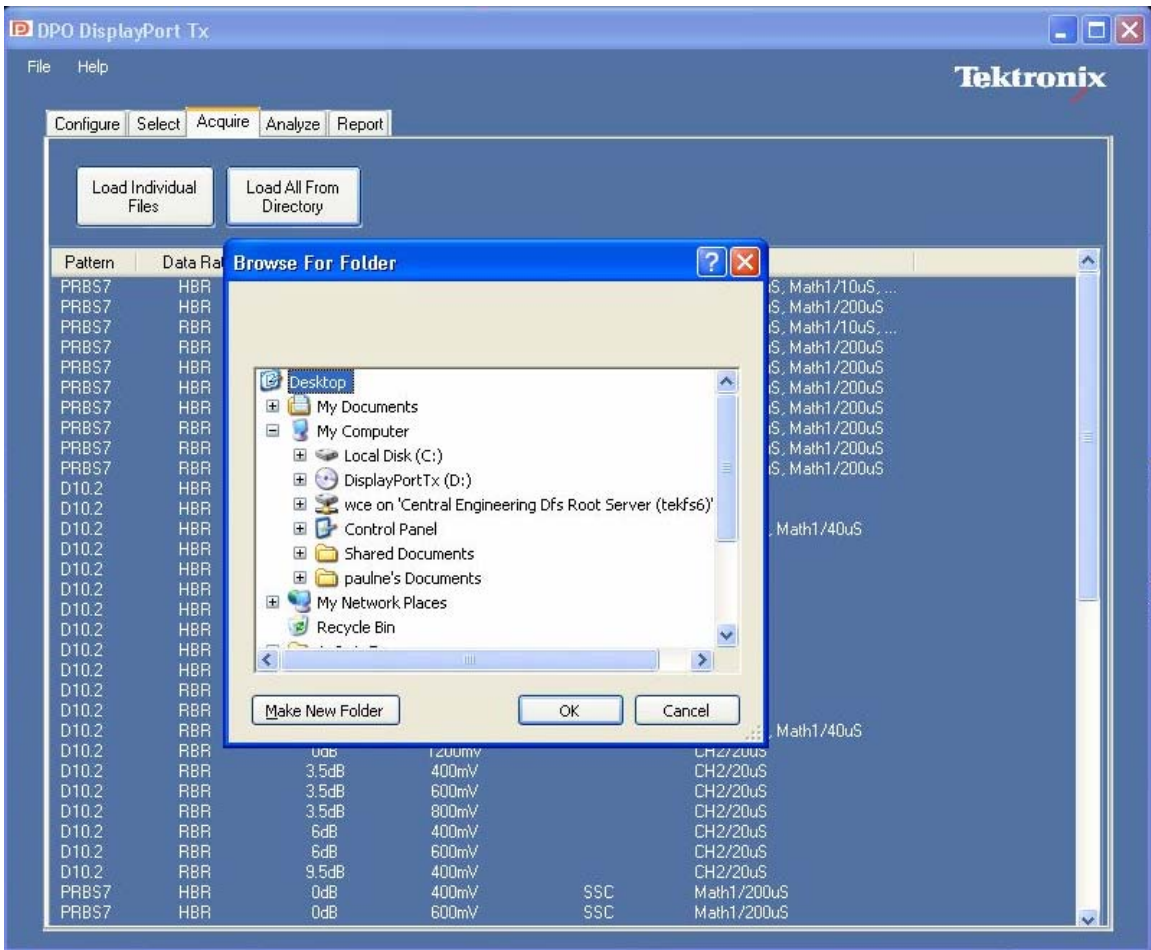 DPO DisplayPort Tx
File Help
Tektronix
Configure Select Acquire Analyze Report
Load Individual Files
Load All From Directory
Pattern Data Rat
Browse For Folder
PRBS7 HBR S, Math1/10uS, ...
PRBS7 HBR S, Math1/200uS
PRBS7 RBR S, Math1/10uS, ...
PRBS7 RBR S, Math1/200uS
PRBS7 HBR S, Math1/200uS
PRBS7 HBR S, Math1/200uS
PRBS7 HBR S, Math1/200uS
PRBS7 RBR S, Math1/200uS
PRBS7 RBR S, Math1/200uS
PRBS7 RBR S, Math1/200uS
D10.2 HBR
D10.2 HBR
D10.2 HBR , Math1/40uS
D10.2 HBR
D10.2 HBR
D10.2 HBR
D10.2 HBR
D10.2 HBR
D10.2 HBR
D10.2 HBR
D10.2 RBR
D10.2 RBR
D10.2 RBR , Math1/40uS
Desktop
My Documents
My Computer
Local Disk (C:)
DisplayPortTx (D:)
wce on 'Central Engineering Dfs Root Server (tekfs6)'
Control Panel
Shared Documents
paulne's Documents
My Network Places
Recycle Bin
Make New Folder OK Cancel
D10.2 RBR 0dB 1200mV CH2/20uS
D10.2 RBR 3.5dB 400mV CH2/20uS
D10.2 RBR 3.5dB 600mV CH2/20uS
D10.2 RBR 3.5dB 800mV CH2/20uS
D10.2 RBR 6dB 400mV CH2/20uS
D10.2 RBR 6dB 600mV CH2/20uS
D10.2 RBR 9.5dB 400mV CH2/20uS
PRBS7 HBR 0dB 400mV SSC Math1/200uS
PRBS7 HBR 0dB 600mV SSC Math1/200uS